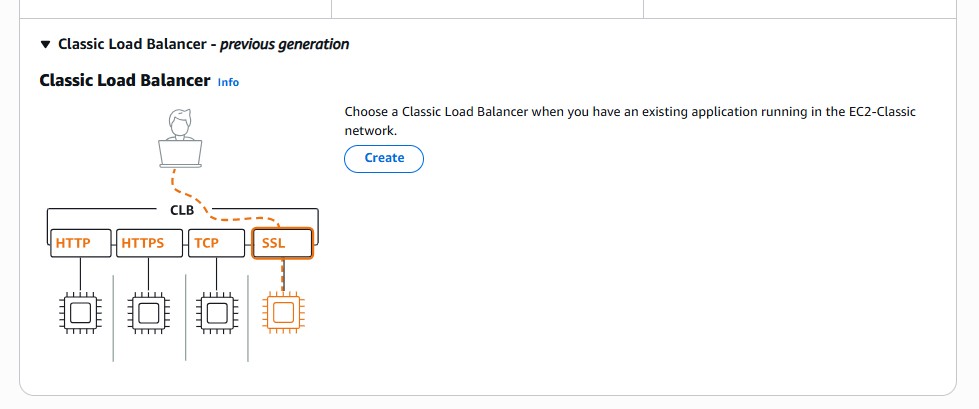 Classic Load Balancer - previous generation
Classic Load Balancer Info
Choose a Classic Load Balancer when you have an existing application running in the EC2-Classic
network.
Create
CLB
HTTP HTTPS TCP SSL